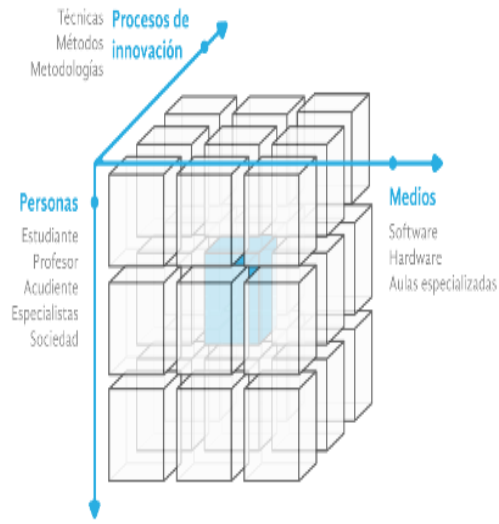 Técnicas
Métodos
Metodologías
Procesos de
innovación
Personas
Estudiante
Profesor
Acudiente
Especialistas
Sociedad
Medios
Software
Hardware
Aulas especializadas